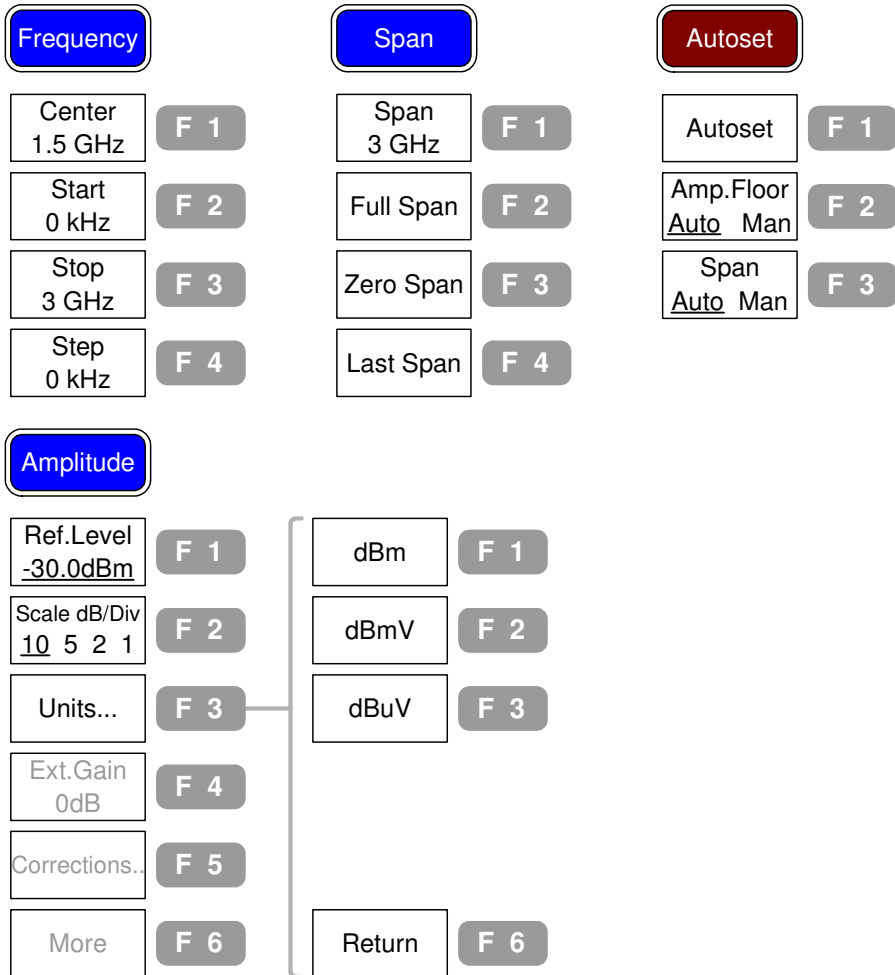 Frequency
Center
1.5 GHz
F 1
Start
0 kHz
F 2
Stop
3 GHz
F 3
Step
0 kHz
F 4
Span
Span
3 GHz
F 1
Full Span
F 2
Zero Span
F 3
Last Span
F 4
Autoset
Autoset
F 1
Amp.Floor
Auto Man
F 2
Span
Auto Man
F 3
Amplitude
Ref.Level
-30.0dBm
F 1
Scale dB/Div
10 5 2 1
F 2
Units...
F 3
Ext.Gain
0dB
F 4
Corrections..
F 5
More
F 6
dBm
F 1
dBmV
F 2
dBuV
F 3
Return
F 6